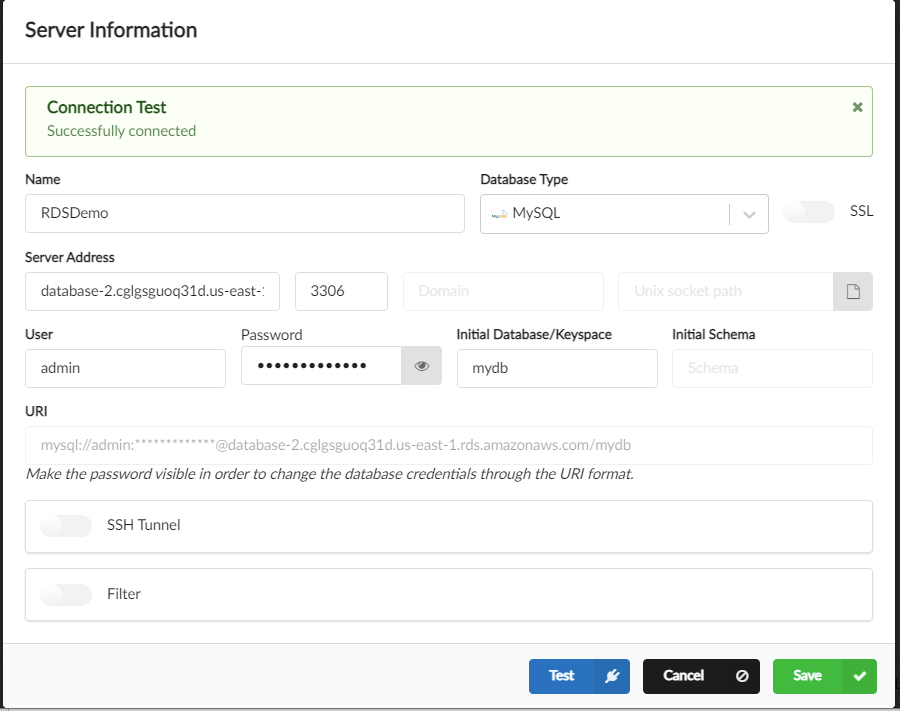 Server Information
Connection Test
Successfully connected
Name
Database Type
RDSDemo
MySQL
SSL
Server Address
database-2.cglgsguoq31d.us-east-:
3306
Domain
Unix socket path
User
Password
Initial Database/Keyspace
Initial Schema
admin
•••••••••••••
mydb
Schema
URI
mysql://admin:*************@database-2.cglgsguoq31d.us-east-1.rds.amazonaws.com/mydb
Make the password visible in order to change the database credentials through the URI format.
SSH Tunnel
Filter
Test
Cancel
Save